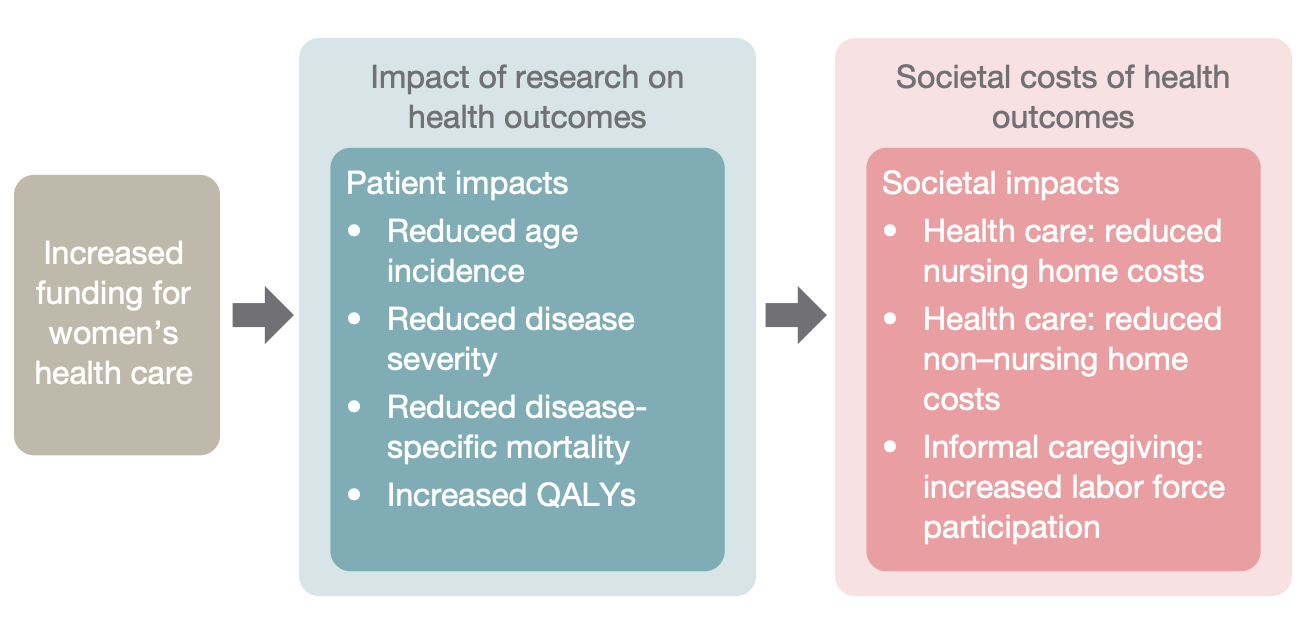 Increased
funding for
women’s
health care
Impact of research on
health outcomes
Patient impacts
• Reduced age
incidence
• Reduced disease
severity
• Reduced disease-
specific mortality
• Increased QALYs
Societal costs of health
outcomes
Societal impacts
• Health care: reduced
nursing home costs
• Health care: reduced
non–nursing home
costs
• Informal caregiving:
increased labor force
participation